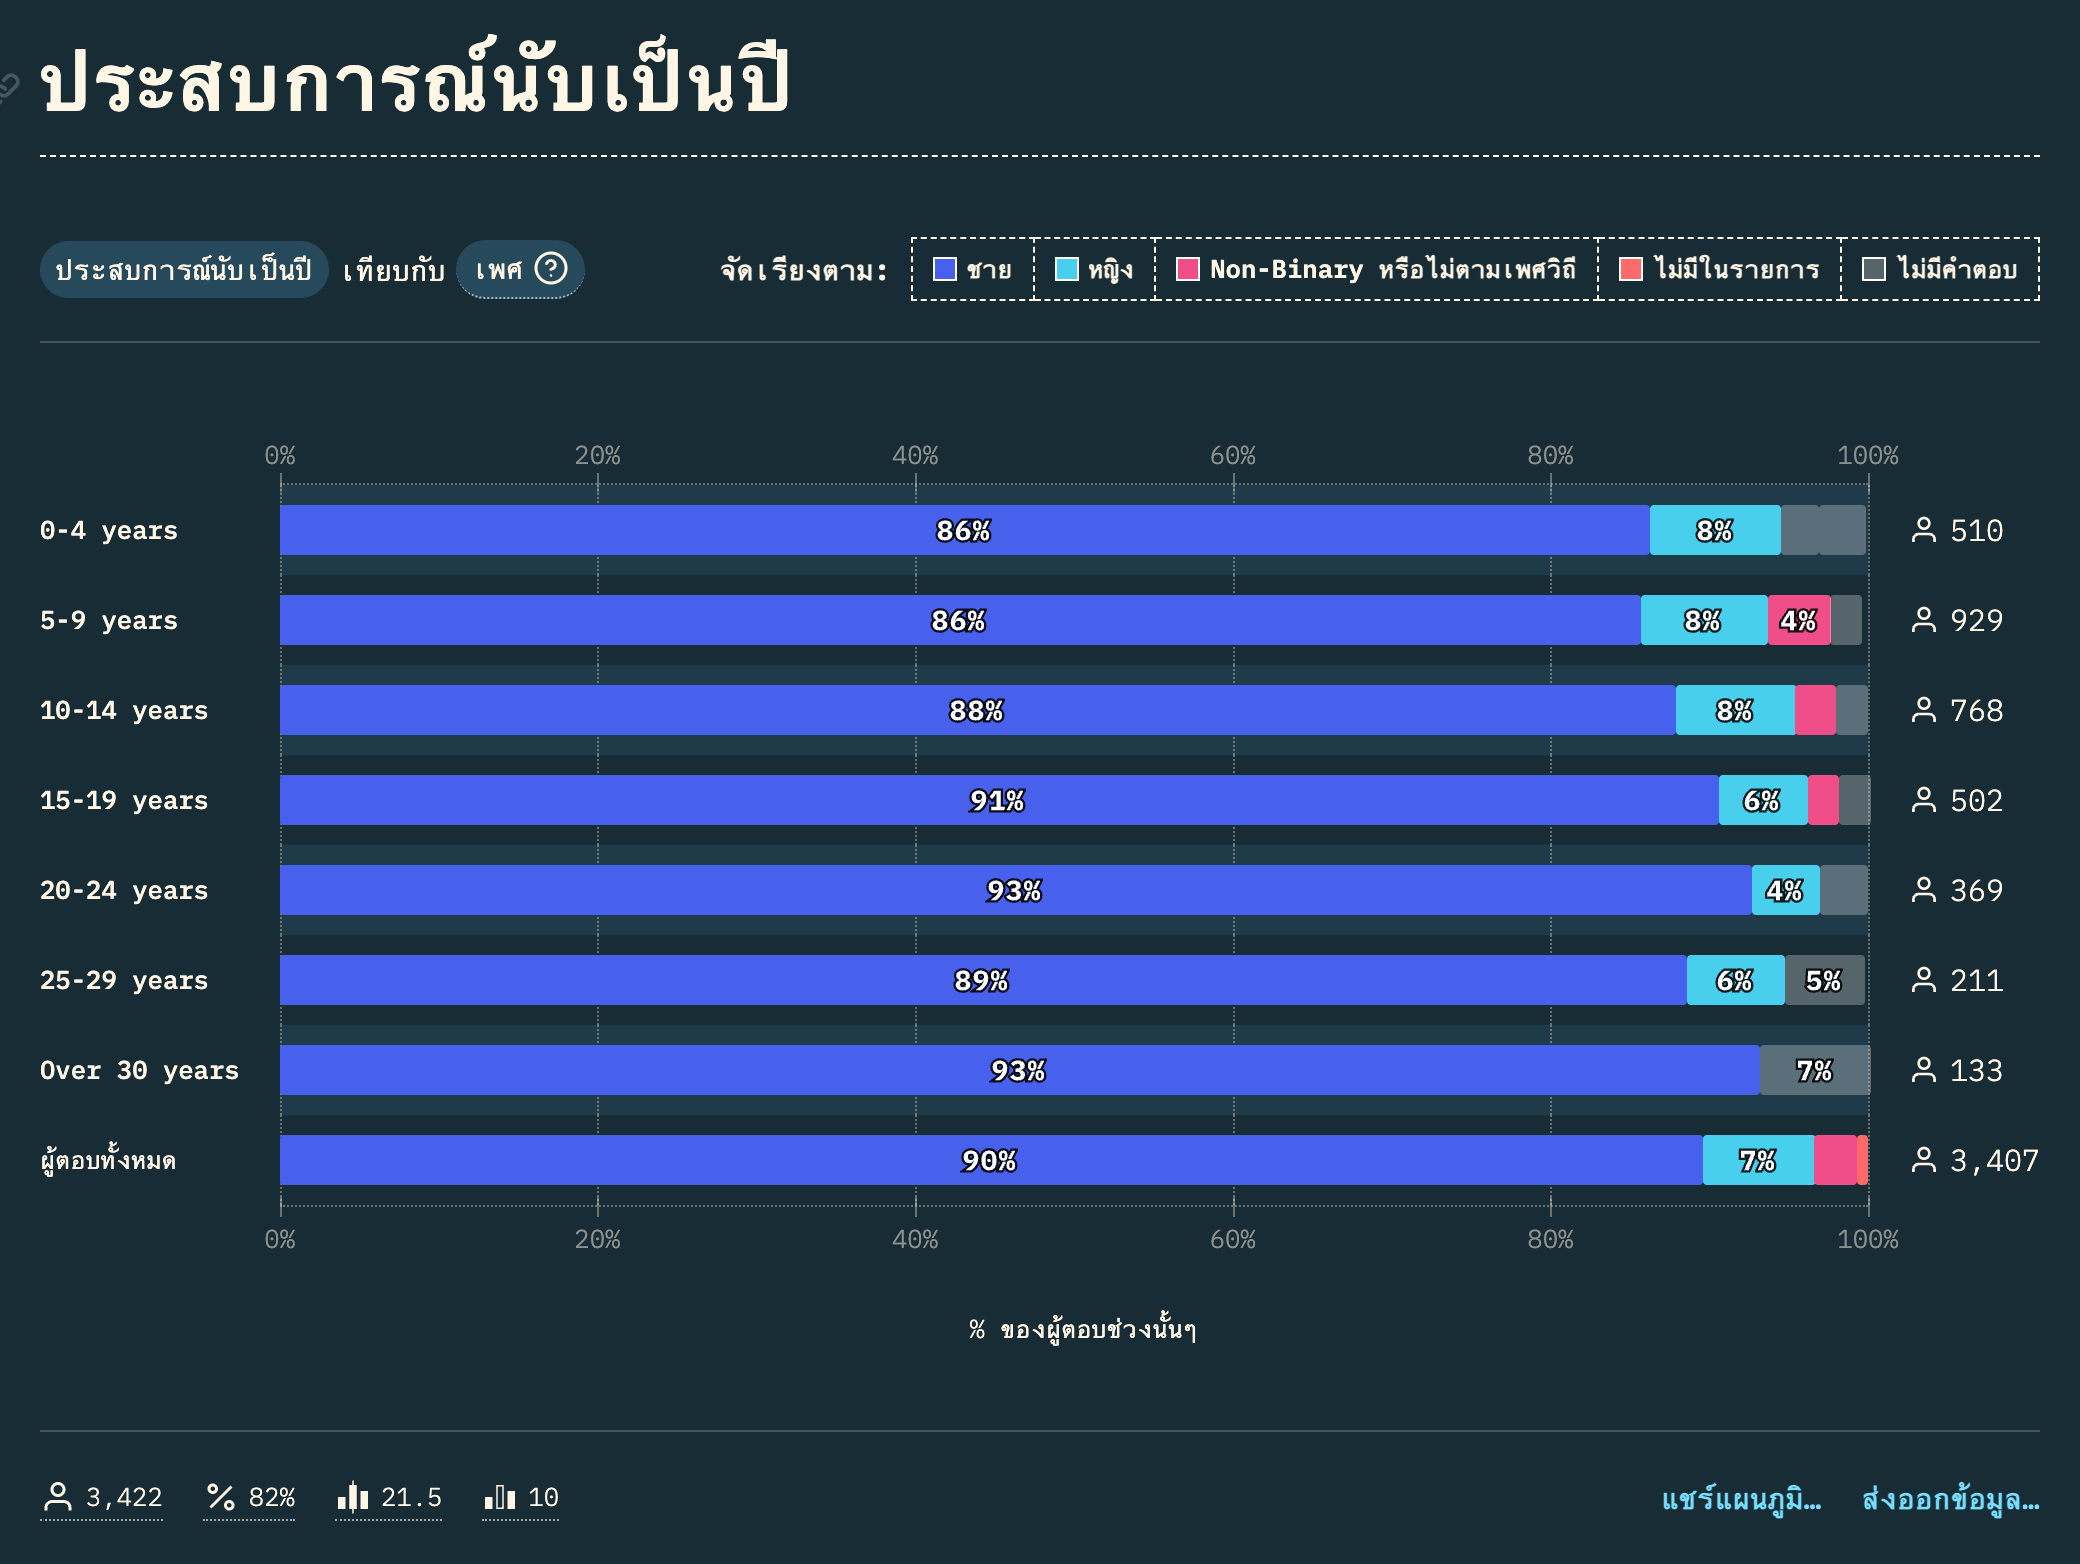 ประสบการณ์นับเป็นปี
ประสบการณ์นับเป็นปี เทียบกับ เพศ จัดเรียงตาม: ชาย หญิง Non-Binary หรือไม่ตามเพศวิถี ไม่มีในรายการ ไม่มีคำตอบ
0% 20% 40% 60% 80% 100%
0-4 years 86% 8% 510
5-9 years 86% 8% 4% 929
10-14 years 88% 8% 768
15-19 years 91% 6% 502
20-24 years 93% 4% 369
25-29 years 89% 6% 5% 211
Over 30 years 93% 7% 133
ผู้ตอบทั้งหมด 90% 7% 3,407
0% 20% 40% 60% 80% 100%
% ของผู้ตอบช่วงนั้นๆ
3,422 82% 21.5 10 แชร์แผนภูมิ… ส่งออกข้อมูล…